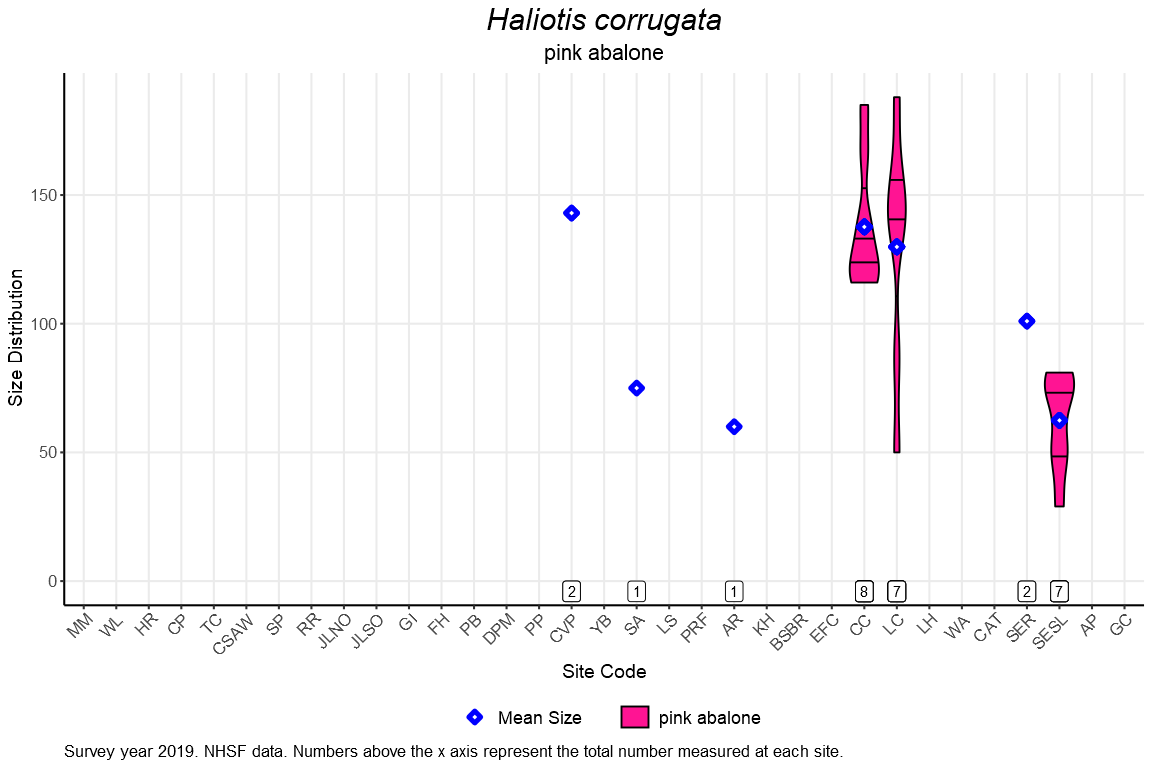 Haliotis corrugata
pink abalone
Size Distribution
150
100
50
0
2 1 1 8 7 2 7
MM WL HR CP TC CSAW SP RR JLNO JLSO GI FH PB DPM PP CVP YB SA LS PRF AR KH BSBR EFC CC LC LH WA CAT SER SESL AP GC
Site Code
Mean Size pink abalone
Survey year 2019. NHSF data. Numbers above the x axis represent the total number measured at each site.